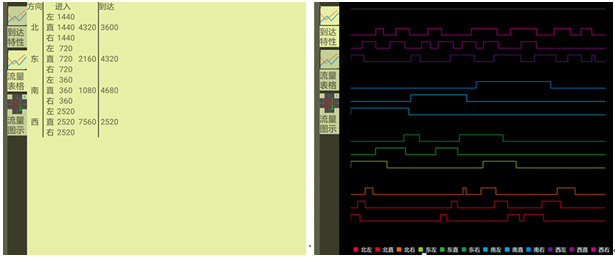 方向 进入 到达
左 1440
北 直 1440 4320 3600
右 1440
左 720
东 直 720 2160 4320
右 720
左 360
南 直 360 1080 4680
右 360
左 2520
西 直 2520 7560 2520
右 2520
到达
特性
流量
表格
流量
图示
到达
特性
流量
表格
流量
图示
北左 北直 北右 东左 东直 东右 南左 南直 南右 西左 西直 西右